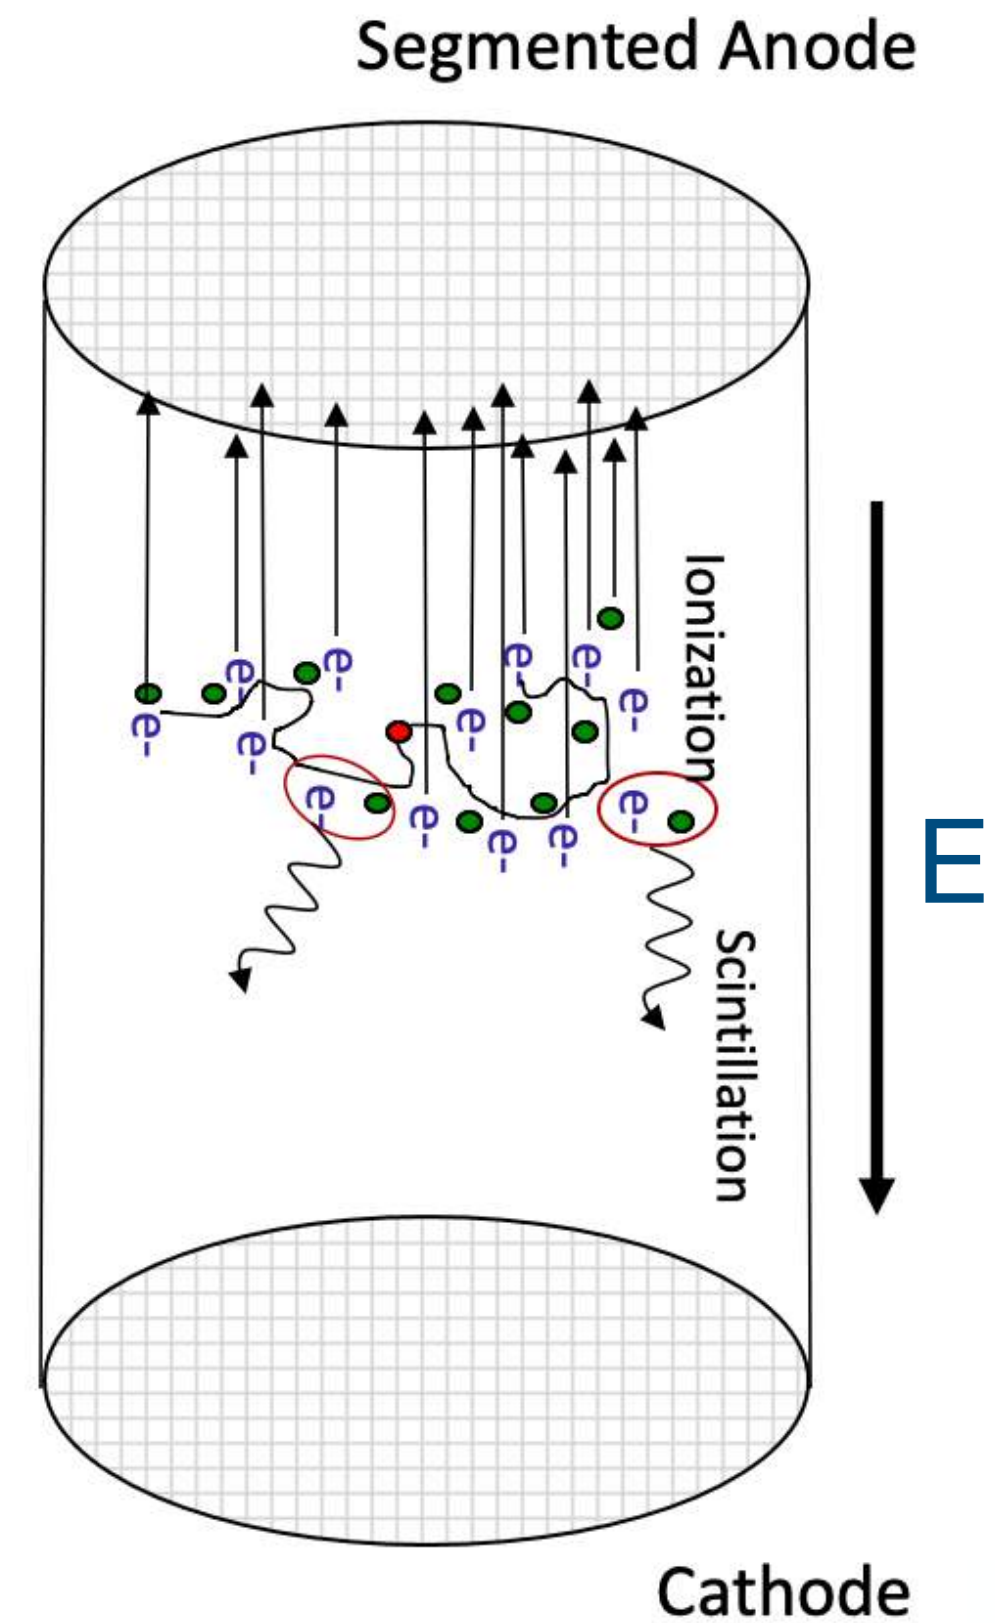 Segmented Anode
Ionization
e-
e-
e-
e-
e-
e-
e-
e-
e-
e-
e-
e-
e-
E
Scintillation
Cathode